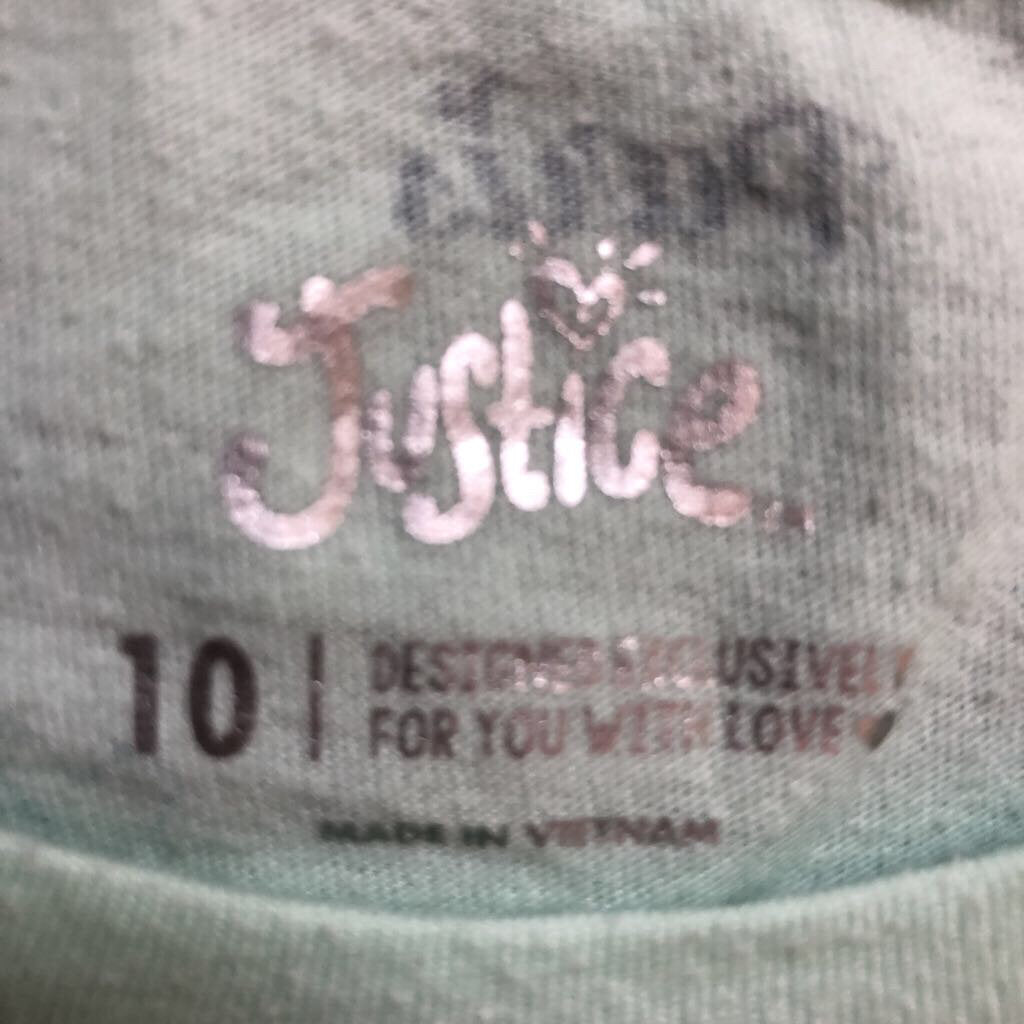 Justice
10 | DESIGNED EXCLUSIVELY
FOR YOU WITH LOVE
MADE IN VIETNAM